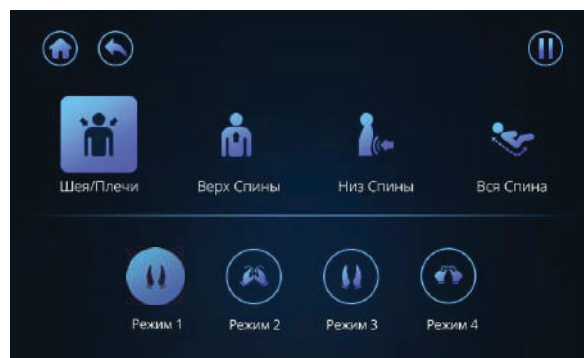 Шея/Плечи
Верх Спины
Низ Спины
Вся Спина
Режим 1
Режим 2
Режим 3
Режим 4